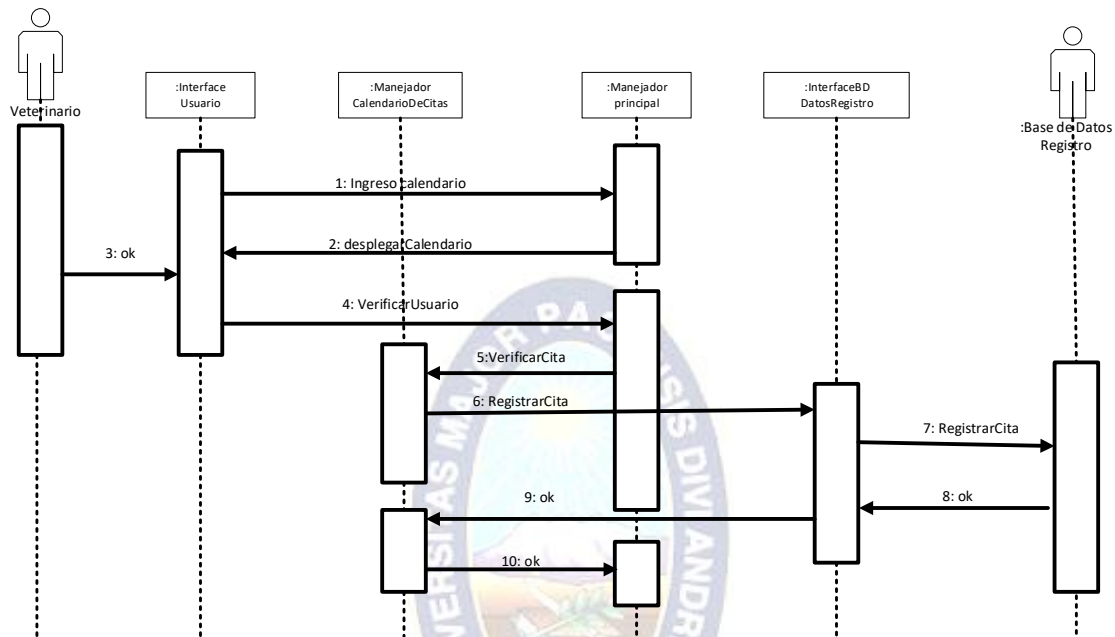 Veterinario
:Interface
Usuario
:Manejador
CalendarioDeCitas
:Manejador
principal
:InterfaceBD
DatosRegistro
:Base de Datos
Registro
1: Ingreso calendario
2: desplegarCalendario
3: ok
4: VerificarUsuario
5:VerificarCita
6: RegistrarCita
7: RegistrarCita
8: ok
9: ok
10: ok